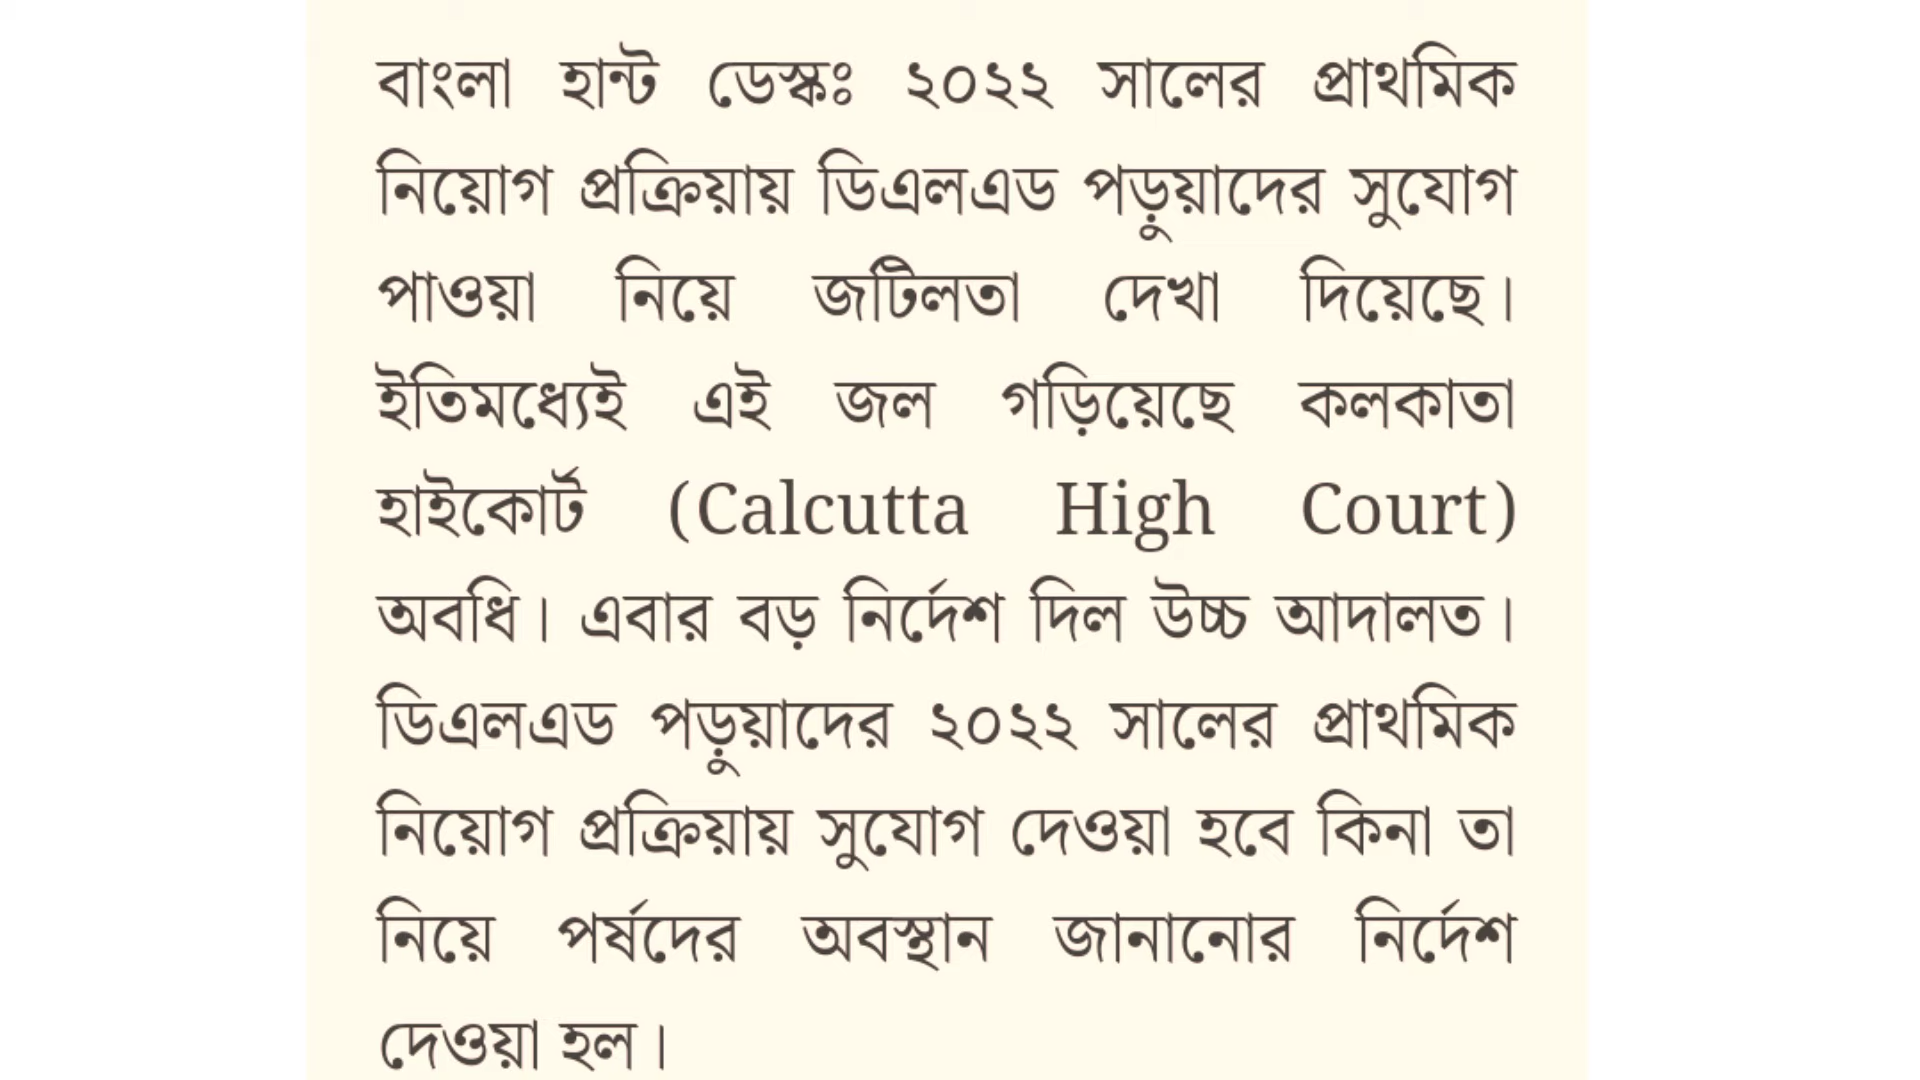 বাংলা হান্ট ডেস্কঃ ২০২২ সালের প্রাথমিক
নিয়োগ প্রক্রিয়ায় ডিএলএড পড়ুয়াদের সুযোগ
পাওয়া নিয়ে জটিলতা দেখা দিয়েছে।
ইতিমধ্যেই এই জল গড়িয়েছে কলকাতা
হাইকোর্ট (Calcutta High Court)
অবধি। এবার বড় নির্দেশ দিল উচ্চ আদালত।
ডিএলএড পড়ুয়াদের ২০২২ সালের প্রাথমিক
নিয়োগ প্রক্রিয়ায় সুযোগ দেওয়া হবে কিনা তা
নিয়ে পর্ষদের অবস্থান জানানোর নির্দেশ
দেওয়া হল।